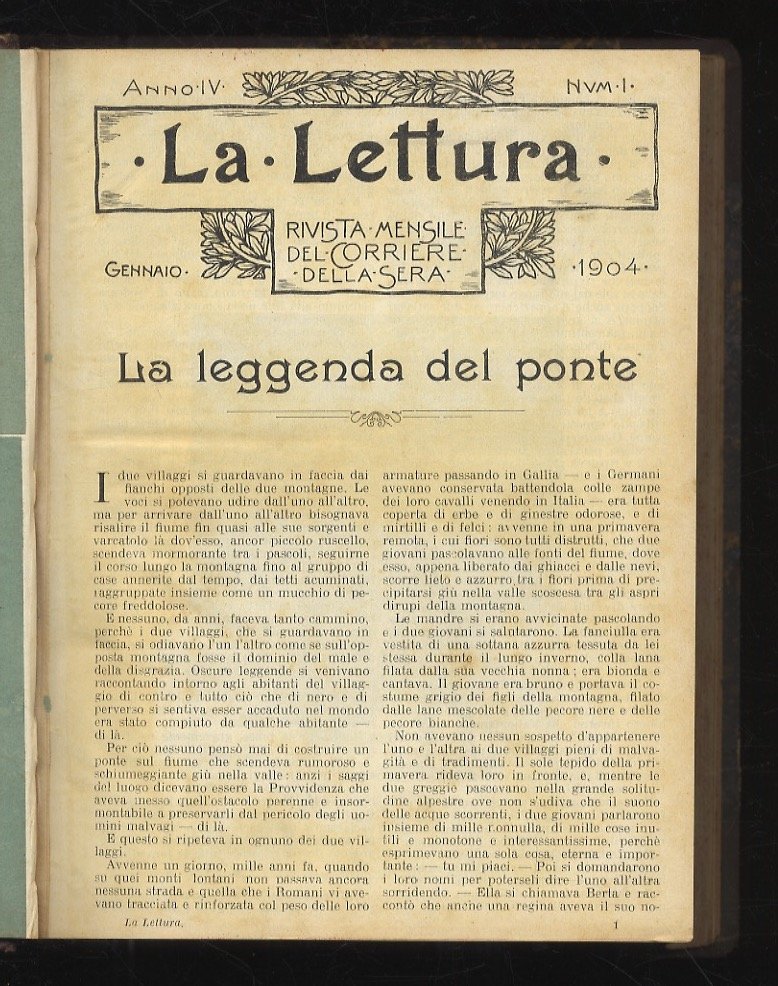 ANNO·IV·
NVM·I·
·La·Lettura·
RIVISTA·MENSILE·
DEL·CORRIERE·
·DELLA·SERA·
GENNAIO·
·1904·
La leggenda del ponte
I due villaggi si guardavano in faccia dai
fianchi opposti delle due montagne. Le
voci si potevano udire dall'uno all'altro,
ma per arrivare dall'uno all'altro bisognava
risalire il fiume fin quasi alle sue sorgenti e
varcatolo là dov'esso, ancor piccolo ruscello,
scendeva mormorante tra i pascoli, seguirne
il corso lungo la montagna fino al gruppo di
case annerite dal tempo, dai tetti acuminati,
raggruppate insieme come un mucchio di pe-
core freddolose.
E nessuno, da anni, faceva tanto cammino,
perchè i due villaggi, che si guardavano in
faccia, si odiavano l'un l'altro come se sull'op-
posta montagna fosse il dominio del male e
della disgrazia. Oscure leggende si venivano
raccontando intorno agli abitanti del villag-
gio di contro e tutto ciò che di nero e di
perverso si sentiva esser accaduto nel mondo
era stato compiuto da qualche abitante —
di là.
Per ciò nessuno pensò mai di costruire un
ponte sul fiume che scendeva rumoroso e
schiumeggiante giù nella valle: anzi i saggi
del luogo dicevano essere la Provvidenza che
aveva messo quell'ostacolo perenne e insor-
montabile a preservarli dal pericolo degli uo-
mini malvagi — di là.
E questo si ripeteva in ognuno dei due vil-
laggi.
Avvenne un giorno, mille anni fa, quando
su quei monti lontani non passava ancora
nessuna strada e quella che i Romani vi ave-
vano tracciata e rinforzata col peso delle loro
armature passando in Gallia — e i Germani
avevano conservata battendola colle zampe
dei loro cavalli venendo in Italia — era tutta
coperta di erbe e di ginestre odorose, e di
mirtilli e di felci: avvenne in una primavera
remota, i cui fiori sono tutti distrutti, che due
giovani pascolavano alle fonti del fiume, dove
esso, appena liberato dai ghiacci e dalle nevi,
scorre lieto e azzurro tra i fiori prima di pre-
cipitarsi giù nella valle scoscesa tra gli aspri
dirupi della montagna.
Le mandre si erano avvicinate pascolando
e i due giovani si salutarono. La fanciulla era
vestita di una sottana azzurra tessuta da lei
stessa durante il lungo inverno, colla lana
filata dalla sua vecchia nonna; era bionda e
cantava. Il giovane era bruno e portava il co-
stume grigio dei figli della montagna, filato
dalle lane mescolate delle pecore nere e delle
pecore bianche.
Non avevano nessun sospetto d'appartenere
l'uno e l'altra ai due villaggi pieni di malva-
gità e di tradimenti. Il sole tepido della pri-
mavera rideva loro in fronte, e, mentre le
due greggie pascevano nella grande solitu-
dine alpestre ove non s'udiva che il suono
delle acque scorrenti, i due giovani parlarono
insieme di mille nonnulla, di mille cose inu-
tili e monotone e interessantissime, perchè
esprimevano una sola cosa, eterna e impor-
tante: — tu mi piaci. — Poi si domandarono
i loro nomi per poterseli dire l'uno all'altra
sorridendo. — Ella si chiamava Berta e rac-
contò che anche una regina aveva il suo no-
La Lettura.
1